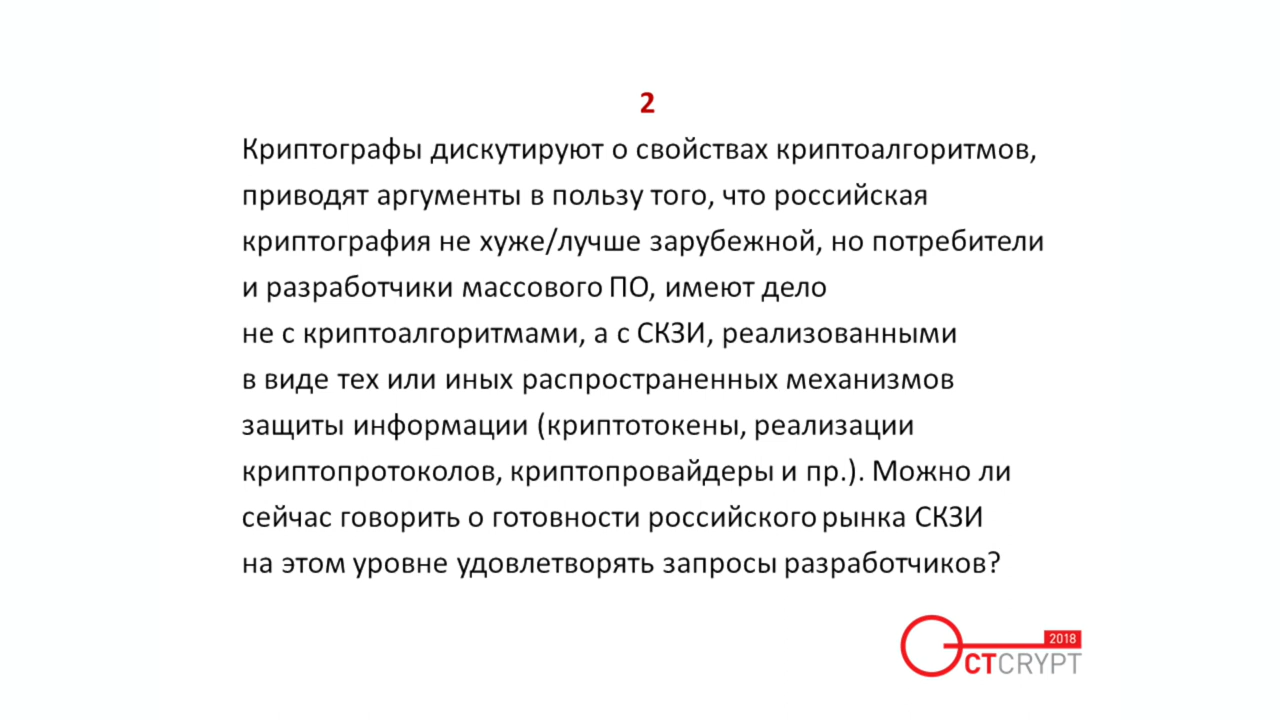 2
Криптографы дискутируют о свойствах криптоалгоритмов,
приводят аргументы в пользу того, что российская
криптография не хуже/лучше зарубежной, но потребители
и разработчики массового ПО, имеют дело
не с криптоалгоритмами, а с СКЗИ, реализованными
в виде тех или иных распространенных механизмов
защиты информации (криптотокены, реализации
криптопротоколов, криптопровайдеры и пр.). Можно ли
сейчас говорить о готовности российского рынка СКЗИ
на этом уровне удовлетворять запросы разработчиков?
2018
CTCRYPT